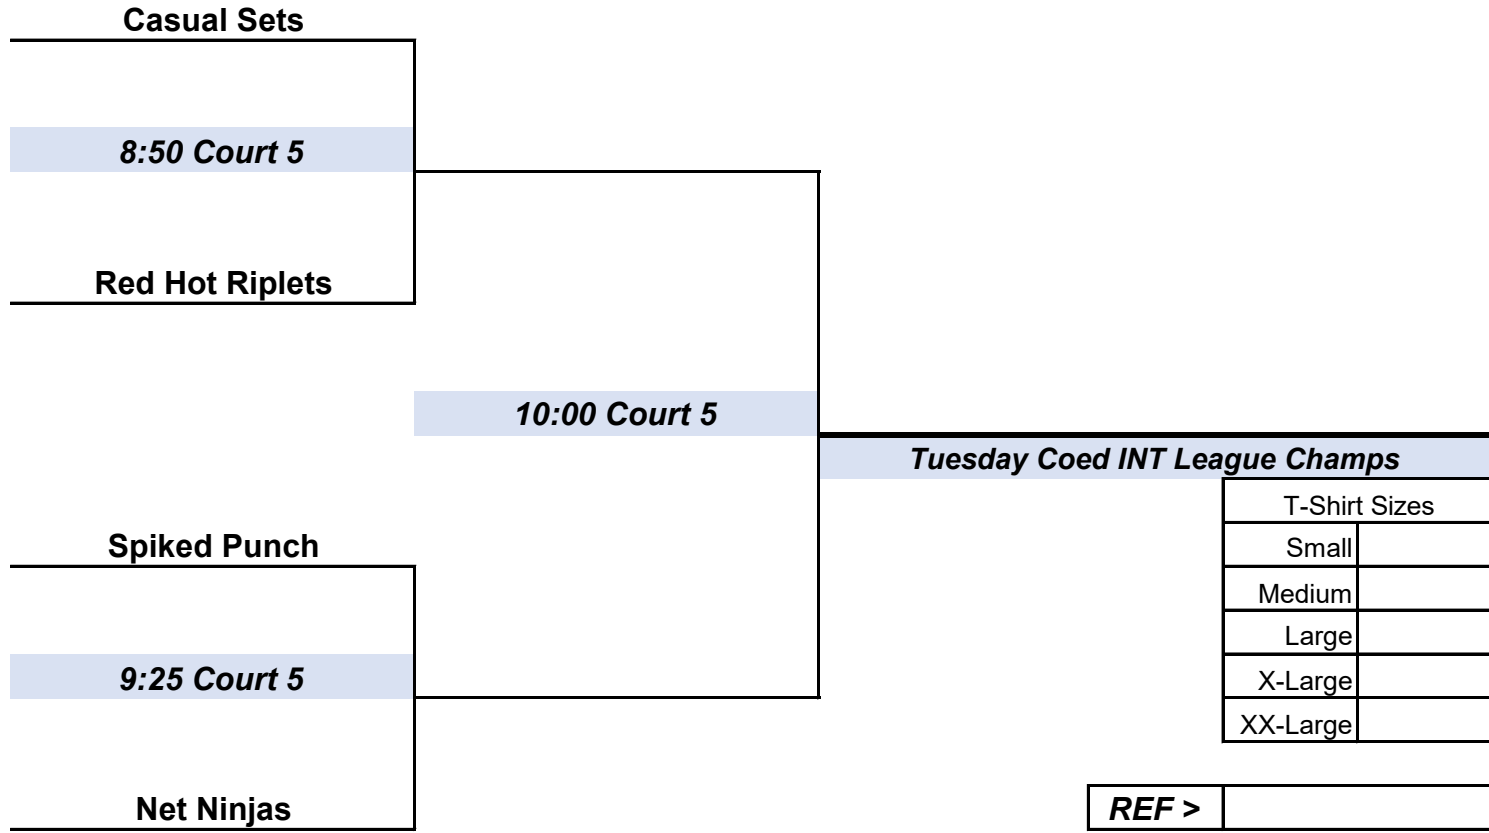 Casual Sets
8:50 Court 5
Red Hot Riplets
10:00 Court 5
Tuesday Coed INT League Champs
T-Shirt Sizes
Small
Medium
Large
X-Large
XX-Large
Spiked Punch
9:25 Court 5
Net Ninjas
REF >